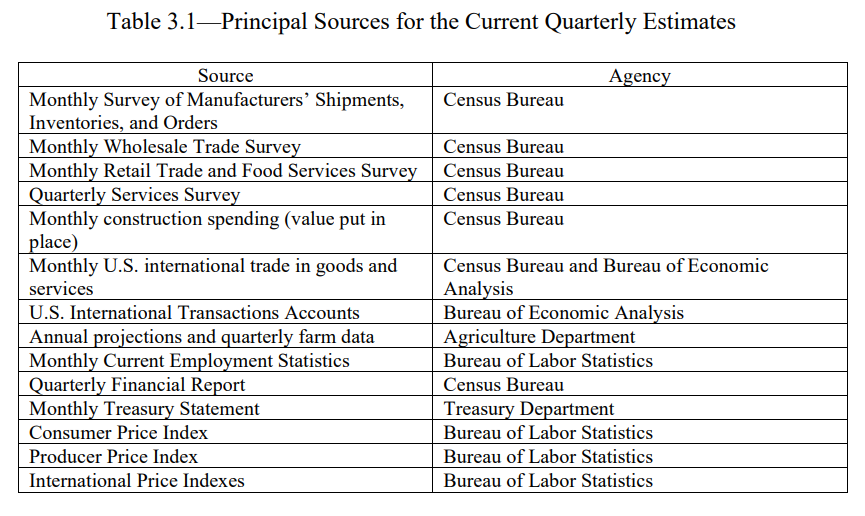 Table 3.1—Principal Sources for the Current Quarterly Estimates
Source Agency
Monthly Survey of Manufacturers’ Shipments, Census Bureau
Inventories, and Orders
Monthly Wholesale Trade Survey Census Bureau
Monthly Retail Trade and Food Services Survey Census Bureau
Quarterly Services Survey Census Bureau
Monthly construction spending (value put in Census Bureau
place)
Monthly U.S. international trade in goods and Census Bureau and Bureau of Economic
services Analysis
U.S. International Transactions Accounts Bureau of Economic Analysis
Annual projections and quarterly farm data Agriculture Department
Monthly Current Employment Statistics Bureau of Labor Statistics
Quarterly Financial Report Census Bureau
Monthly Treasury Statement Treasury Department
Consumer Price Index Bureau of Labor Statistics
Producer Price Index Bureau of Labor Statistics
International Price Indexes Bureau of Labor Statistics